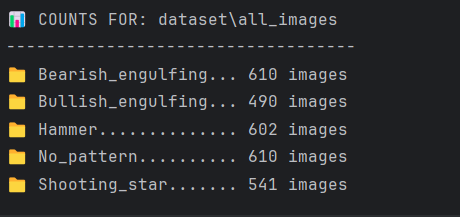 📊 COUNTS FOR: dataset\all_images
-----------------------------------
📁 Bearish_engulfing... 610 images
📁 Bullish_engulfing... 490 images
📁 Hammer.............. 602 images
📁 No_pattern.......... 610 images
📁 Shooting_star....... 541 images